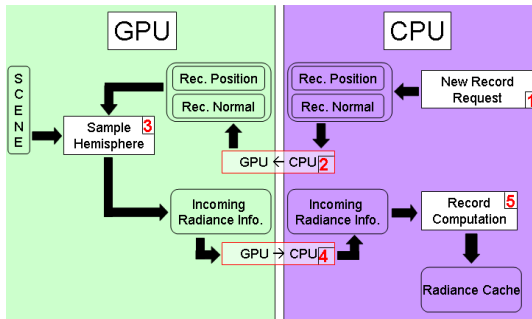 GPU
CPU
SCENE
Rec. Position
Rec. Normal
Rec. Position
Rec. Normal
New Record
Request
1
Sample
Hemisphere
3
GPU ← CPU 2
Incoming
Radiance Info.
Incoming
Radiance Info.
Record
Computation
5
GPU → CPU 4
Radiance Cache